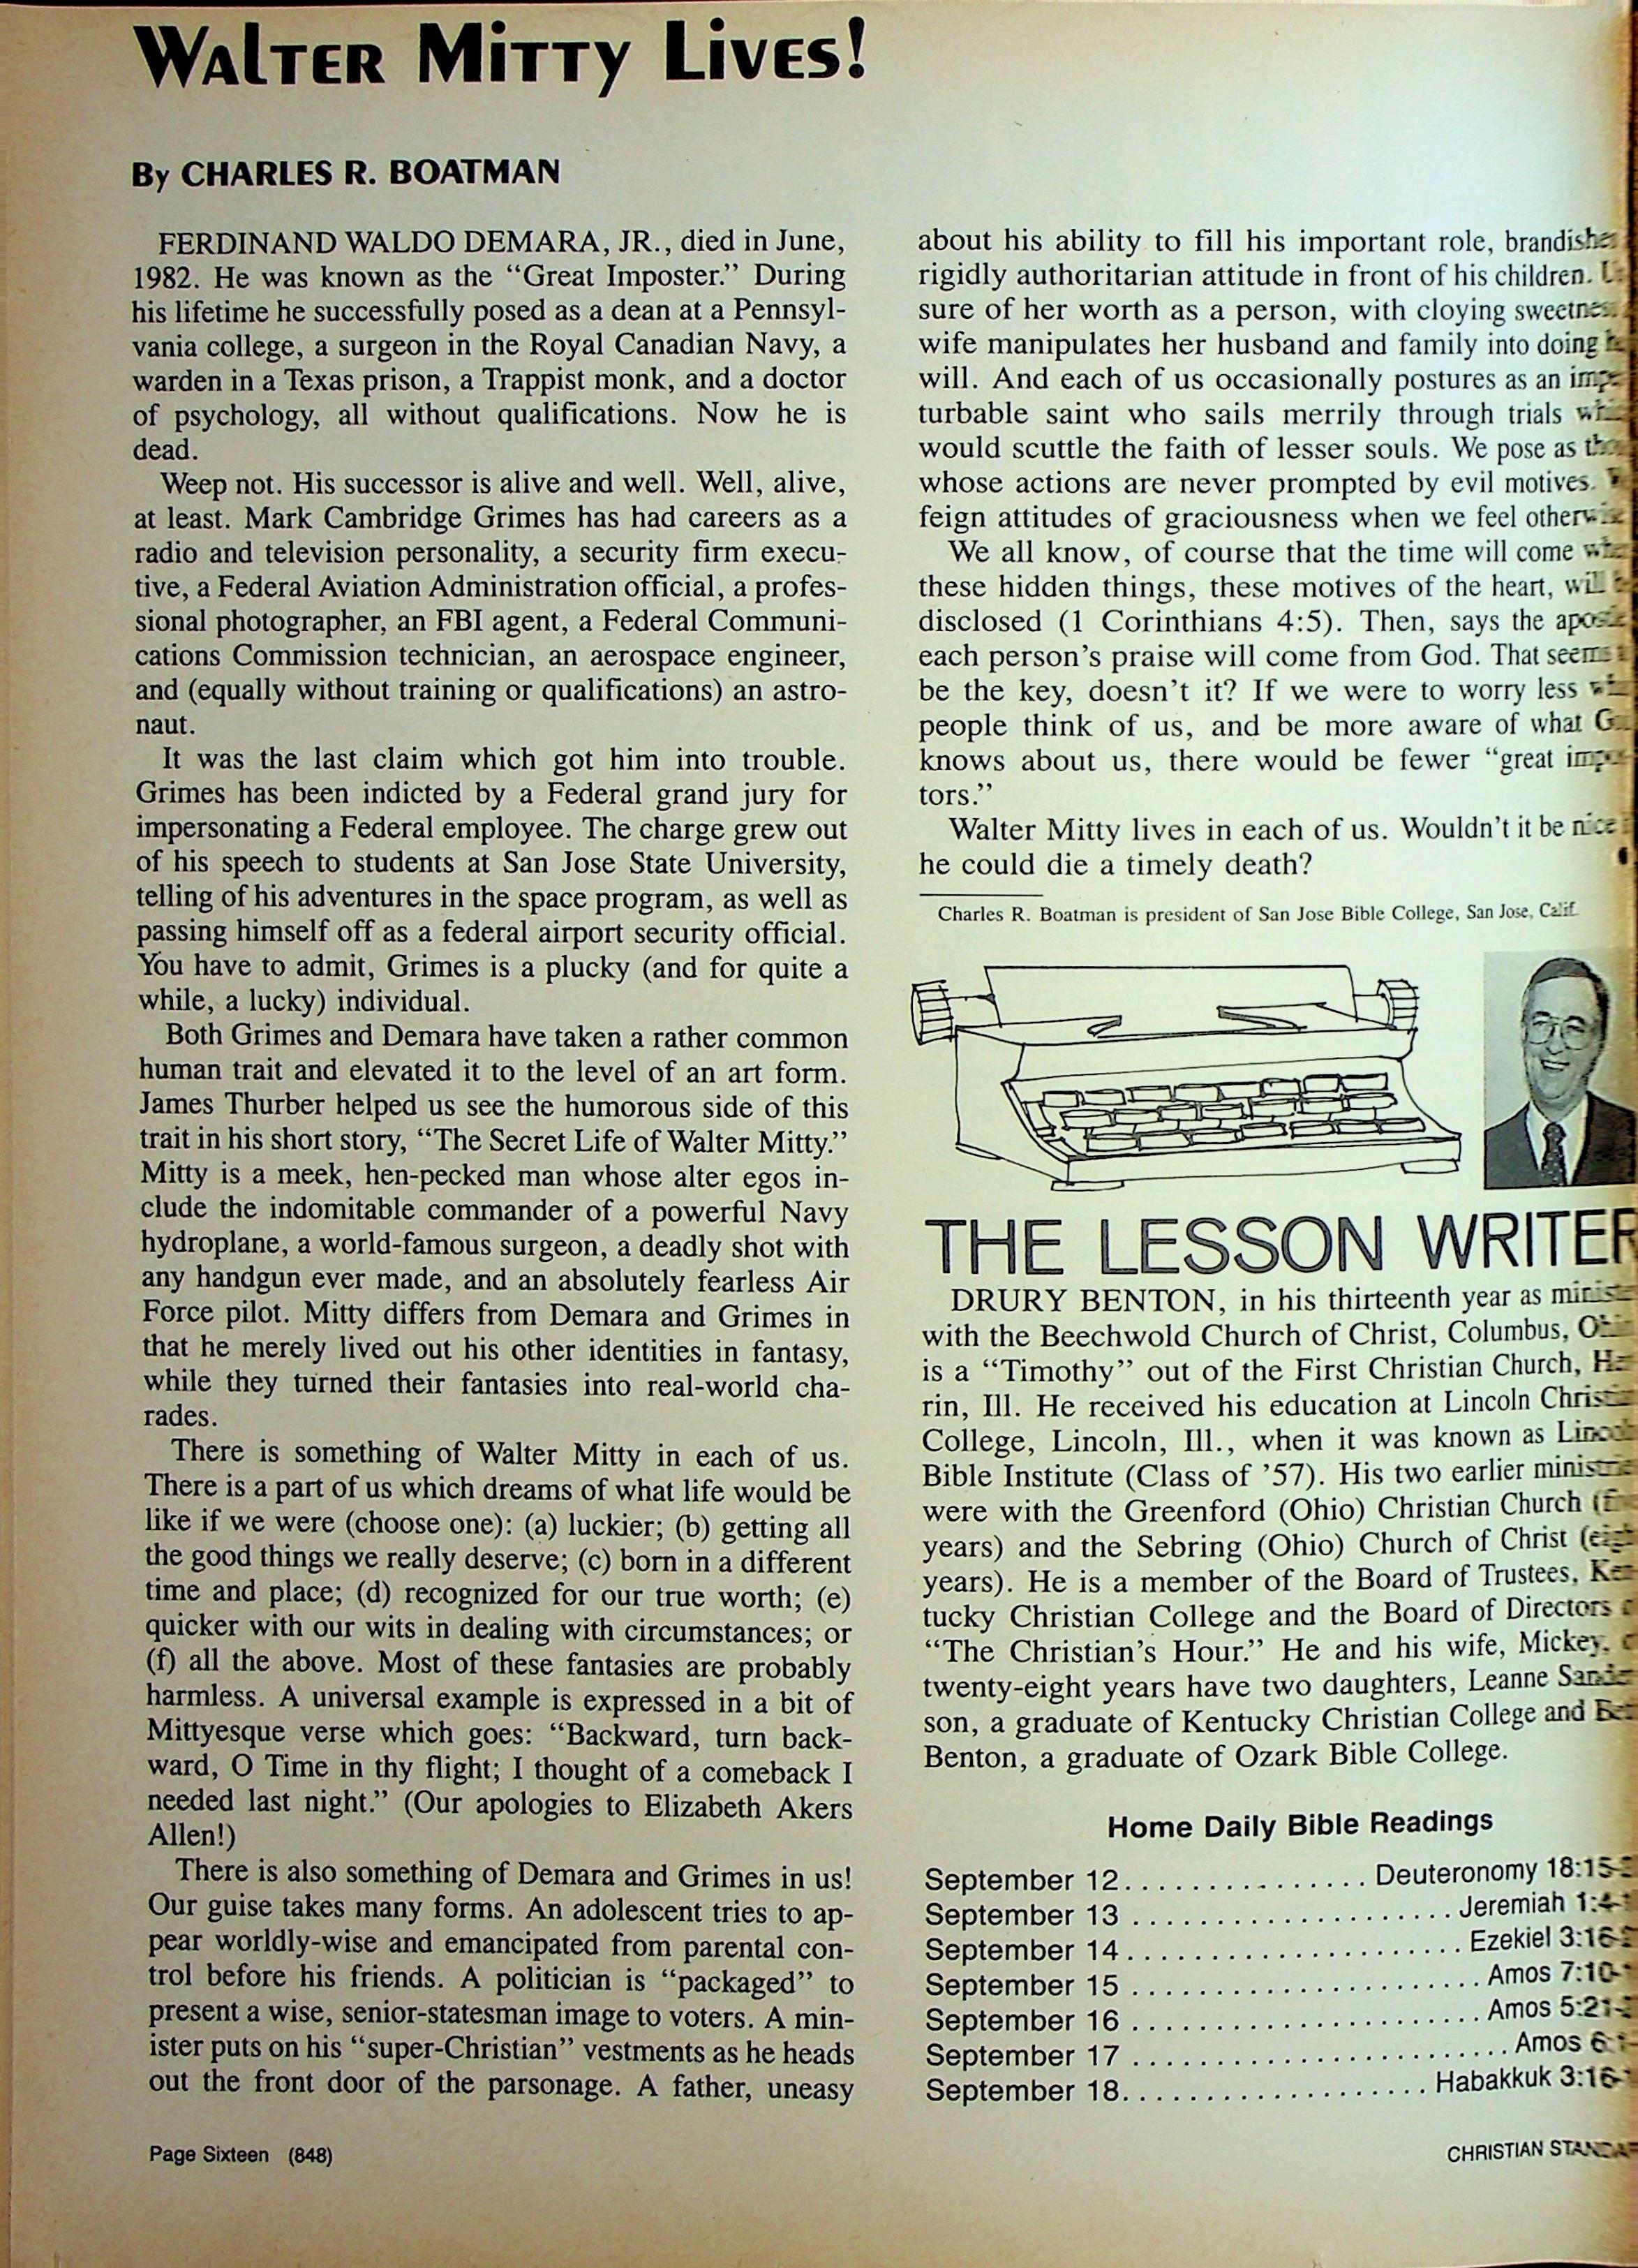 Walter Mitty Lives!
By CHARLES R. BOATMAN
FERDINAND WALDO DEMARA, JR., died in June,
1982. He was known as the “Great Imposter.” During
his lifetime he successfully posed as a dean at a Pennsyl-
vania college, a surgeon in the Royal Canadian Navy, a
warden in a Texas prison, a Trappist monk, and a doctor
of psychology, all without qualifications. Now he is
dead.
Weep not. His successor is alive and well. Well, alive,
at least. Mark Cambridge Grimes has had careers as a
radio and television personality, a security firm execu-
tive, a Federal Aviation Administration official, a profes-
sional photographer, an FBI agent, a Federal Communi-
cations Commission technician, an aerospace engineer,
and (equally without training or qualifications) an astro-
naut.
It was the last claim which got him into trouble.
Grimes has been indicted by a Federal grand jury for
impersonating a Federal employee. The charge grew out
of his speech to students at San Jose State University,
telling of his adventures in the space program, as well as
passing himself off as a federal airport security official.
You have to admit, Grimes is a plucky (and for quite a
while, a lucky) individual.
Both Grimes and Demara have taken a rather common
human trait and elevated it to the level of an art form.
James Thurber helped us see the humorous side of this
trait in his short story, “The Secret Life of Walter Mitty.”
Mitty is a meek, hen-pecked man whose alter egos in-
clude the indomitable commander of a powerful Navy
hydroplane, a world-famous surgeon, a deadly shot with
any handgun ever made, and an absolutely fearless Air
Force pilot. Mitty differs from Demara and Grimes in
that he merely lived out his other identities in fantasy,
while they turned their fantasies into real-world cha-
rades.
There is something of Walter Mitty in each of us.
There is a part of us which dreams of what life would be
like if we were (choose one): (a) luckier; (b) getting all
the good things we really deserve; (c) born in a different
time and place; (d) recognized for our true worth; (e)
quicker with our wits in dealing with circumstances; or
(f) all the above. Most of these fantasies are probably
harmless. A universal example is expressed in a bit of
Mittyesque verse which goes: “Backward, turn back-
ward, O Time in thy flight; I thought of a comeback I
needed last night.” (Our apologies to Elizabeth Akers
Allen!)
There is also something of Demara and Grimes in us!
Our guise takes many forms. An adolescent tries to ap-
pear worldly-wise and emancipated from parental con-
trol before his friends. A politician is “packaged” to
present a wise, senior-statesman image to voters. A min-
ister puts on his “super-Christian” vestments as he heads
out the front door of the parsonage. A father, uneasy
about his ability to fill his important role,
rigidly authoritarian attitude in front of his children.
sure of her worth as a person, with cloying
wife manipulates her husband and family into doing
will. And each of us occasionally postures as an
turbable saint who sails merrily through trials
would scuttle the faith of lesser souls. We pose as
whose actions are never prompted by evil motives.
feign attitudes of graciousness when we feel
We all know, of course that the time will come
these hidden things, these motives of the heart, will
disclosed (1 Corinthians 4:5). Then, says the
each person’s praise will come from God. That
be the key, doesn’t it? If we were to worry less
people think of us, and be more aware of what
knows about us, there would be fewer “great
tors.”
Walter Mitty lives in each of us. Wouldn’t it be nice
he could die a timely death?
Charles R. Boatman is president of San Jose Bible College, San Jose, Calif.
THE LESSON WRITER
DRURY BENTON, in his thirteenth year as
with the Beechwold Church of Christ, Columbus,
is a “Timothy” out of the First Christian Church,
rin, Ill. He received his education at Lincoln
College, Lincoln, Ill., when it was known as
Bible Institute (Class of ’57). His two earlier
were with the Greenford (Ohio) Christian Church
years) and the Sebring (Ohio) Church of Christ
years). He is a member of the Board of Trustees,
tucky Christian College and the Board of Directors
“The Christian’s Hour.” He and his wife, Mickey,
twenty-eight years have two daughters, Leanne
son, a graduate of Kentucky Christian College and
Benton, a graduate of Ozark Bible College.
Home Daily Bible Readings
September 12. . . . . . . . . . . . . . . Deuteronomy 18:15-
September 13 . . . . . . . . . . . . . . . . . . . . Jeremiah 1:4-
September 14. . . . . . . . . . . . . . . . . . . . . Ezekiel 3:16-
September 15 . . . . . . . . . . . . . . . . . . . . . . Amos 7:10-
September 16 . . . . . . . . . . . . . . . . . . . . . . Amos 5:21-
September 17 . . . . . . . . . . . . . . . . . . . . . . . . Amos 6:1-
September 18. . . . . . . . . . . . . . . . . . . Habakkuk 3:16-
Page Sixteen (848)
CHRISTIAN